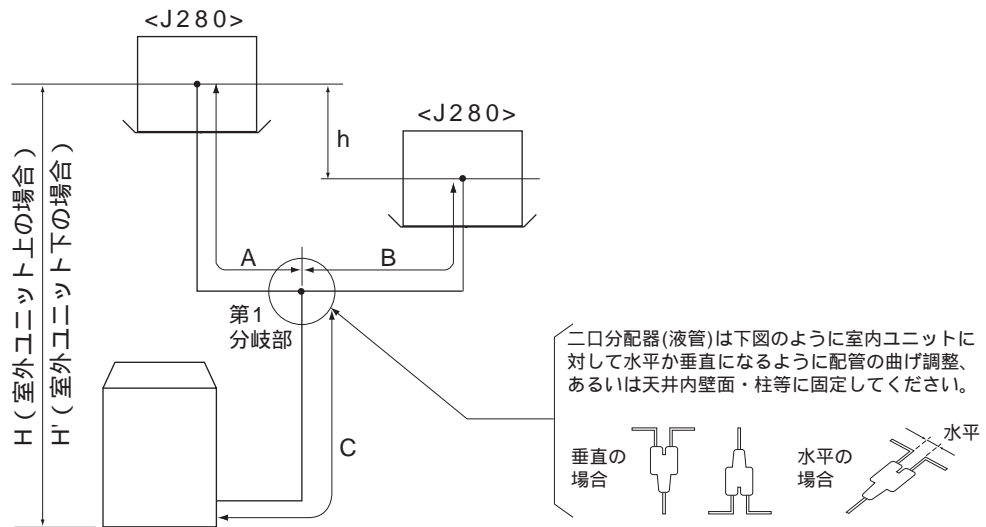 <J280>
<J280>
h
H（室外ユニット上の場合）
H'（室外ユニット下の場合）
A
B
第1
分岐部
C
二口分配器(液管)は下図のように室内ユニットに
対して水平か垂直になるように配管の曲げ調整、
あるいは天井内壁面・柱等に固定してください。
垂直の
場合
水平の
場合
水平